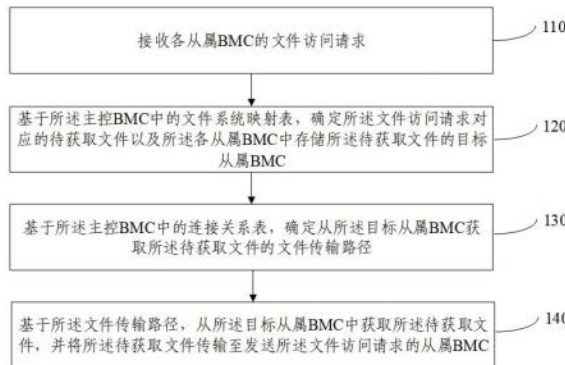 接收各从属BMC的文件访问请求
110
基于所述主控BMC中的文件系统映射表，确定所述文件访问请求对
应的待获取文件以及所述各从属BMC中存储所述待获取文件的目标
从属BMC
120
基于所述主控BMC中的连接关系表，确定从所述目标从属BMC获
取所述待获取文件的文件传输路径
130
基于所述文件传输路径，从所述目标从属BMC中获取所述待获取文
件，并将所述待获取文件传输至发送所述文件访问请求的从属BMC
140